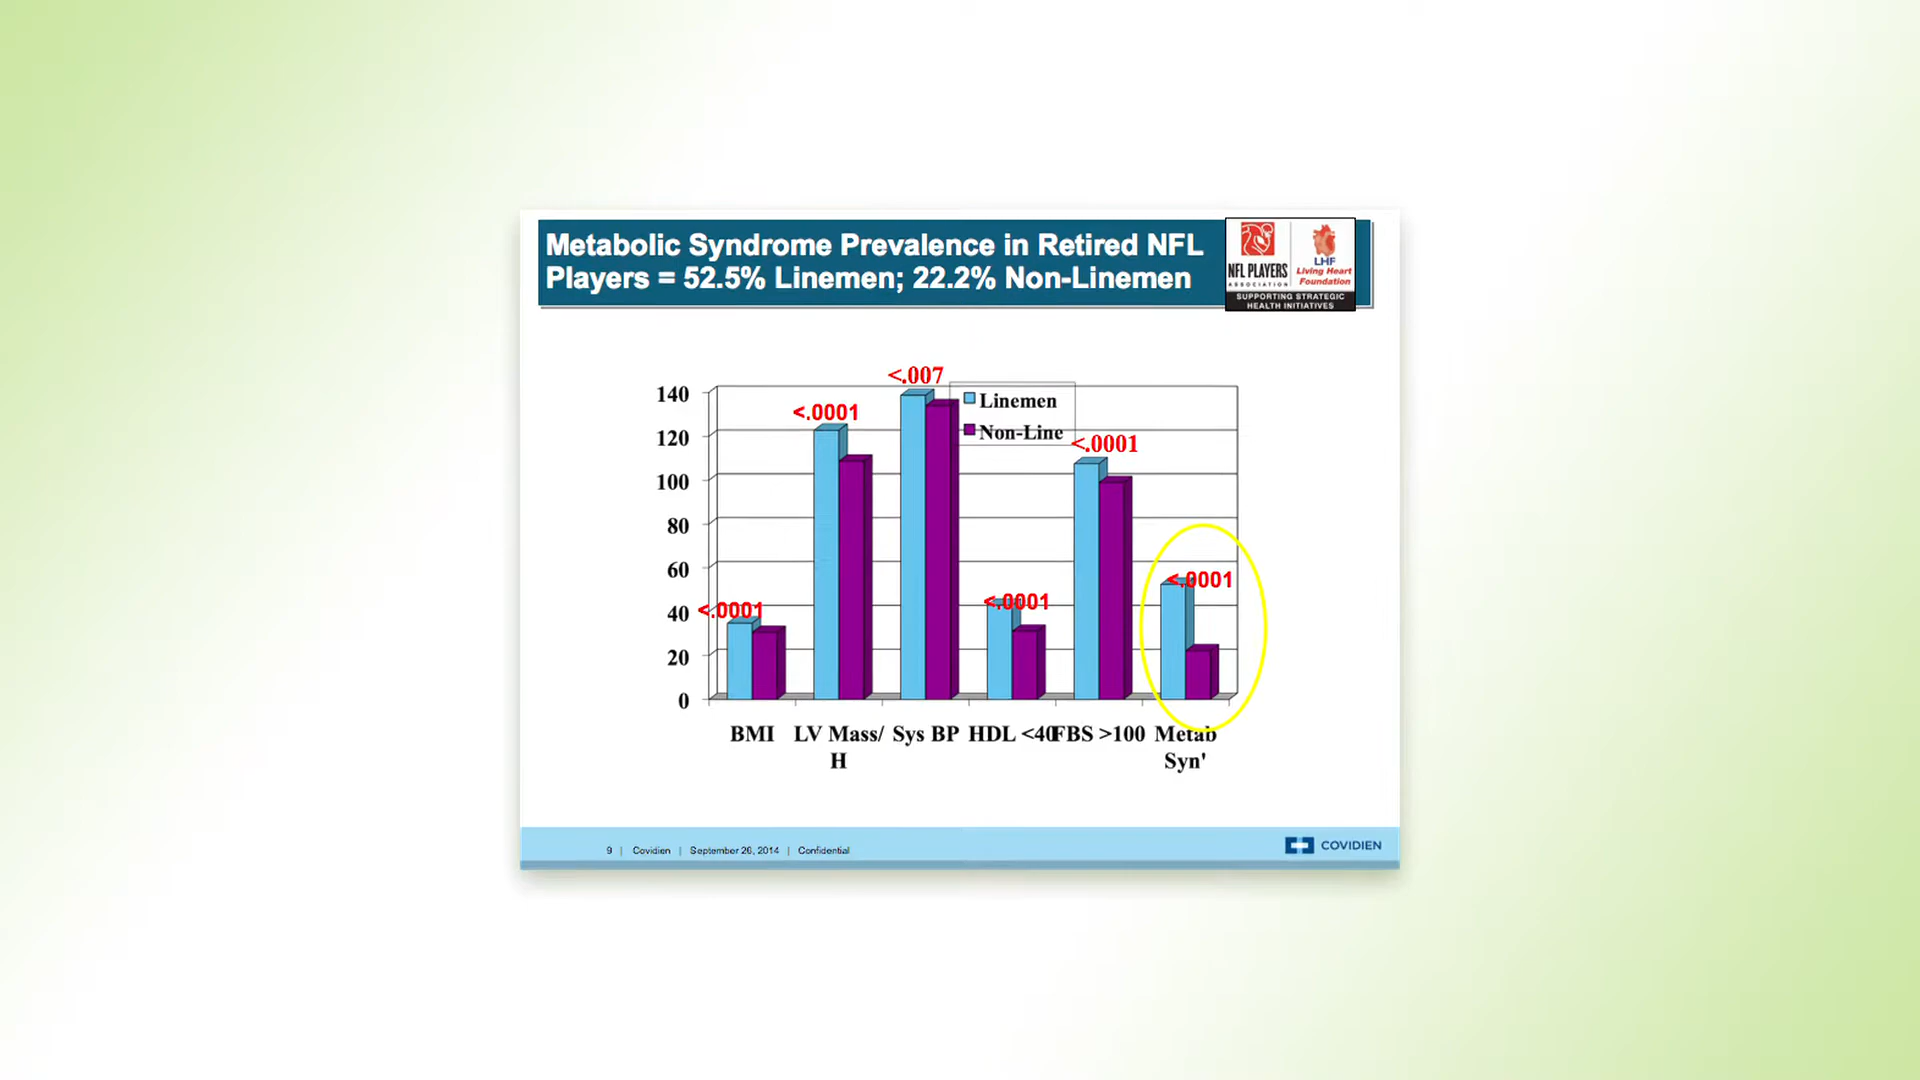 Metabolic Syndrome Prevalence in Retired NFL
Players = 52.5% Linemen; 22.2% Non-Linemen
NFL PLAYERS
ASSOCIATION
LHF
Living Heart
Foundation
SUPPORTING STRATEGIC
HEALTH INITIATIVES
<.007
<.0001
<.0001
<.0001
<.0001
<.0001
Linemen
Non-Line
140
120
100
80
60
40
20
0
BMI
LV Mass/
H
Sys BP
HDL <40
FBS >100
Metab
Syn'
9 | Covidien | September 26, 2014 | Confidential
COVIDIEN